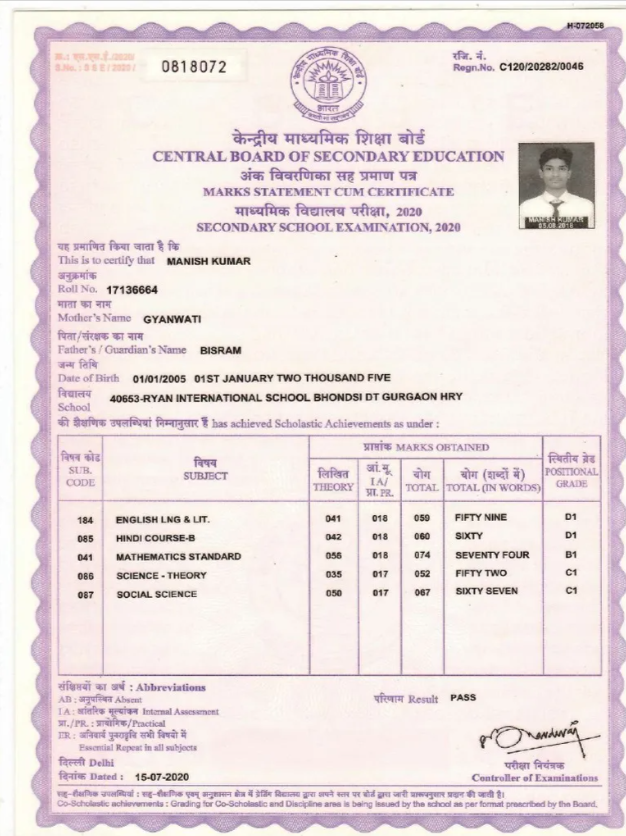 H-072056
क्र.: एस.एस.ई./2020/
S.No. : SSE/2020/
0818072
रजि. नं.
Regn.No. C120/20282/0046
केन्द्रीय माध्यमिक शिक्षा बोर्ड
भारत
केन्द्रीय माध्यमिक शिक्षा बोर्ड
CENTRAL BOARD OF SECONDARY EDUCATION
अंक विवरणिका सह प्रमाण पत्र
MARKS STATEMENT CUM CERTIFICATE
माध्यमिक विद्यालय परीक्षा, 2020
SECONDARY SCHOOL EXAMINATION, 2020
MANISH KUMAR
यह प्रमाणित किया जाता है कि
This is to certify that MANISH KUMAR
अनुक्रमांक
Roll No. 17136664
माता का नाम
Mother's Name GYANWATI
पिता/संरक्षक का नाम
Father's / Guardian's Name BISRAM
जन्म तिथि
Date of Birth 01/01/2005 01ST JANUARY TWO THOUSAND FIVE
विद्यालय
School 40653-RYAN INTERNATIONAL SCHOOL BHONDSI DT GURGAON HRY
की शैक्षणिक उपलब्धियां निम्नानुसार हैं has achieved Scholastic Achievements as under :
विषय कोड SUB. CODE
विषय SUBJECT
प्राप्तांक MARKS OBTAINED
लिखित THEORY
आं.मू. IA/ प्रा. PR.
योग TOTAL
योग (शब्दों में) TOTAL (IN WORDS)
स्थितीय ग्रेड POSITIONAL GRADE
184 ENGLISH LNG & LIT. 041 018 059 FIFTY NINE D1
085 HINDI COURSE-B 042 018 060 SIXTY D1
041 MATHEMATICS STANDARD 056 018 074 SEVENTY FOUR B1
086 SCIENCE - THEORY 035 017 052 FIFTY TWO C1
087 SOCIAL SCIENCE 050 017 067 SIXTY SEVEN C1
संक्षिप्तियों का अर्थ : Abbreviations
AB : अनुपस्थित Absent
IA : आंतरिक मूल्यांकन Internal Assessment
प्रा./PR. : प्रायोगिक/Practical
ER : अनिवार्य पुनरावृत्ति सभी विषयों में
Essential Repeat in all subjects
परिणाम Result PASS
दिल्ली Delhi
दिनांक Dated : 15-07-2020
परीक्षा नियंत्रक
Controller of Examinations
सह-शैक्षणिक उपलब्धियां : सह-शैक्षणिक एवम् अनुशासन क्षेत्र में ग्रेडिंग विद्यालय द्वारा अपने स्तर पर बोर्ड द्वारा जारी प्रारूपानुसार प्रदान की जाती है।
Co-Scholastic achievements : Grading for Co-Scholastic and Discipline area is being issued by the school as per format prescribed by the Board.